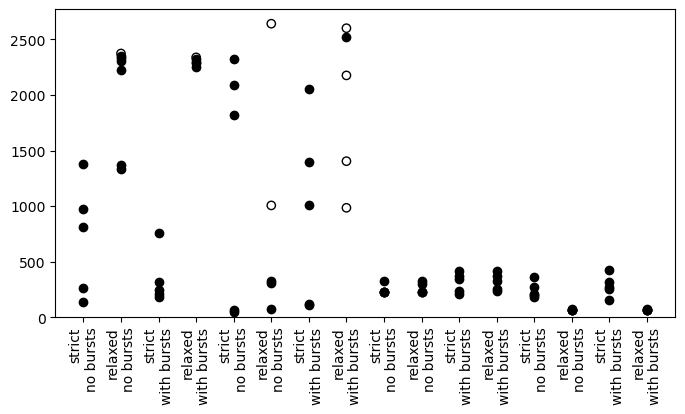 2500
2000
1500
1000
500
0
strict
no bursts
relaxed
no bursts
strict
with bursts
relaxed
with bursts
strict
no bursts
relaxed
no bursts
strict
with bursts
relaxed
with bursts
strict
no bursts
relaxed
no bursts
strict
with bursts
relaxed
with bursts
strict
no bursts
relaxed
no bursts
strict
with bursts
relaxed
with bursts